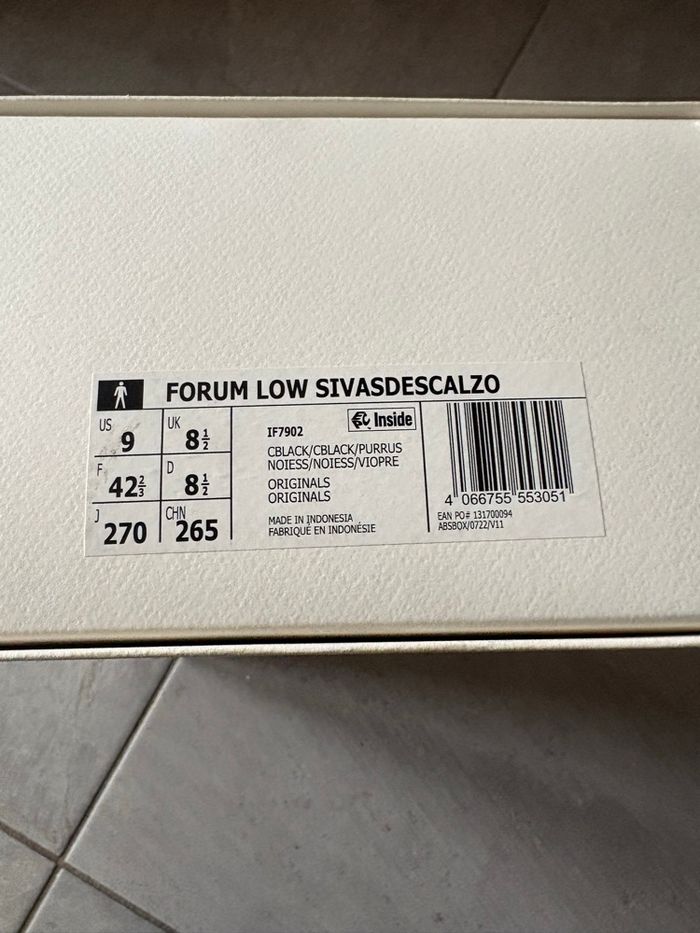 FORUM LOW SIVASDESCALZO
US 9 UK 8½
F 42⅔ D 8½
J 270 CHN 265
IF7902
Inside
CBLACK/CBLACK/PURRUS
NOIESS/NOIESS/VIOPRE
ORIGINALS
ORIGINALS
MADE IN INDONESIA
FABRIQUÉ EN INDONÉSIE
4 066755 553051
EAN PO# 131700094
ABSBOX/0722/V11